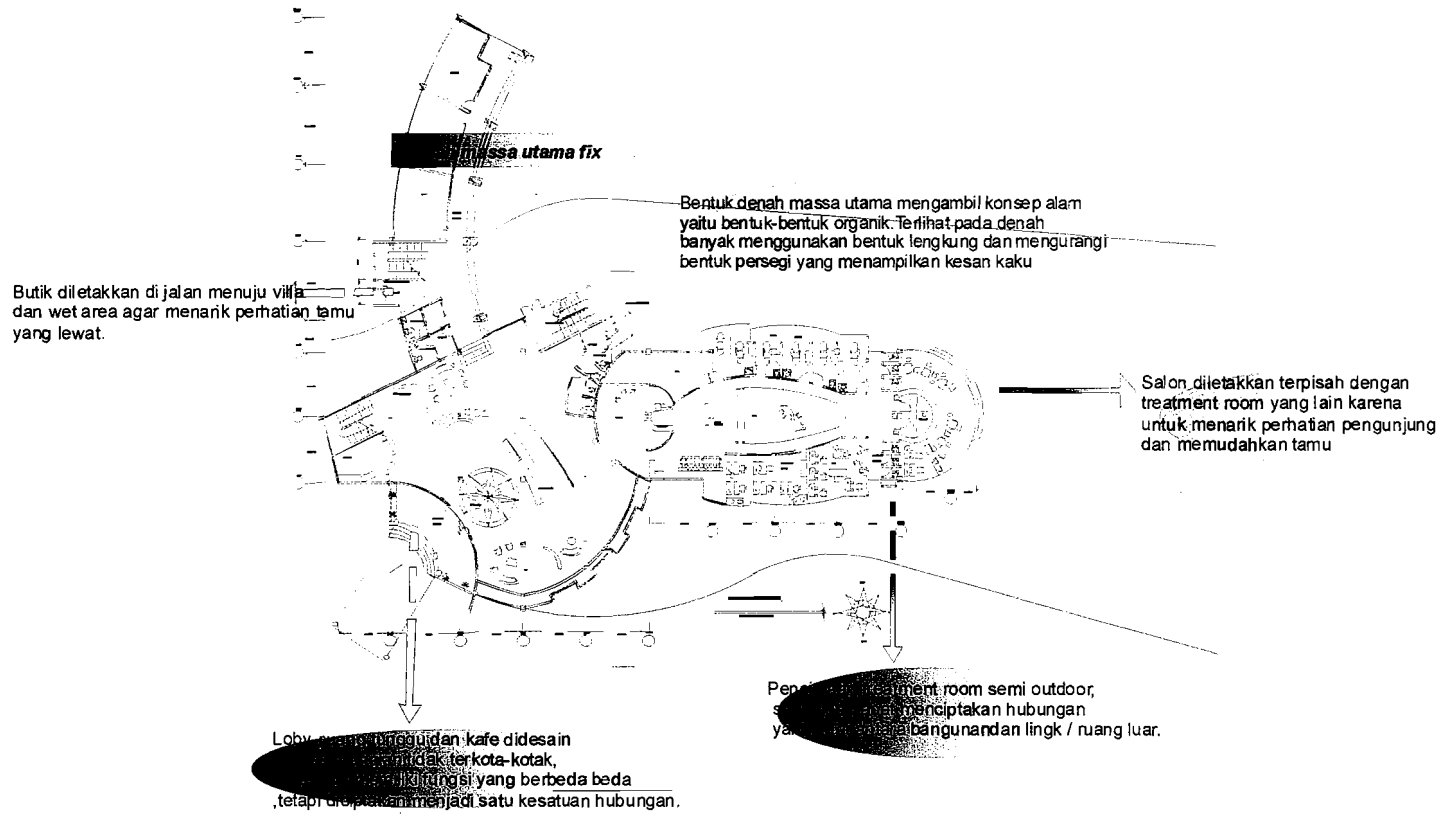 massa utama fix
Bentuk denah massa utama mengambil konsep alam
yaitu bentuk-bentuk organik. Terlihat pada denah
banyak menggunakan bentuk lengkung dan mengurangi
bentuk persegi yang menampilkan kesan kaku
Butik diletakkan di jalan menuju villa
dan wet area agar menarik perhatian tamu
yang lewat.
Salon diletakkan terpisah dengan
treatment room yang lain karena
untuk menarik perhatian pengunjung
dan memudahkan tamu
room semi outdoor,
menciptakan hubungan
bangunandan lingk / ruang luar.
Loby dan kafe didesain
terkota-kotak,
fungsi yang berbeda beda
,tetapi menjadi satu kesatuan hubungan.